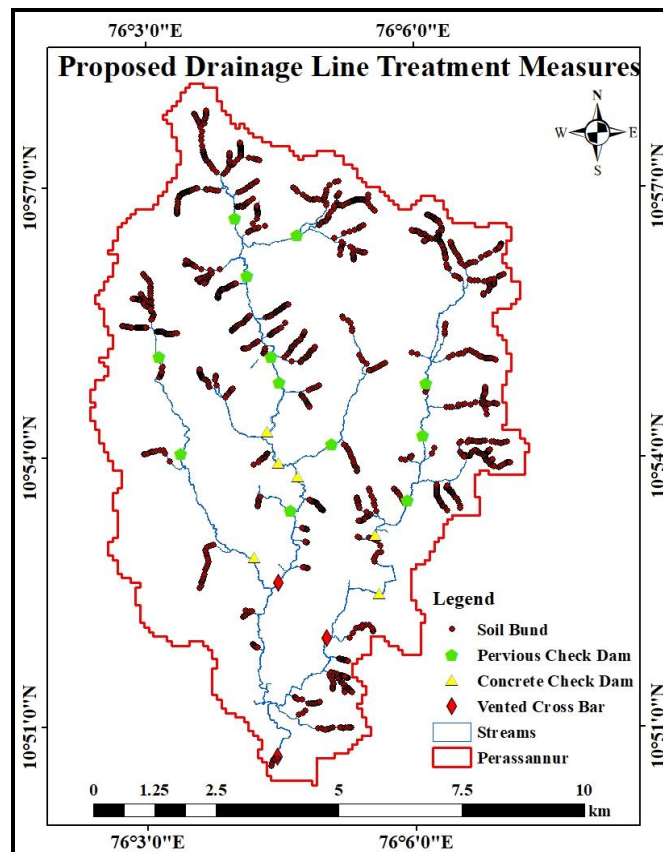 76°3'0"E 76°6'0"E
Proposed Drainage Line Treatment Measures
N
W E
S
10°57'0"N 10°57'0"N
10°54'0"N 10°54'0"N
10°51'0"N 10°51'0"N
Legend
Soil Bund
Pervious Check Dam
Concrete Check Dam
Vented Cross Bar
Streams
Perassannur
0 1.25 2.5 5 7.5 10
km
76°3'0"E 76°6'0"E